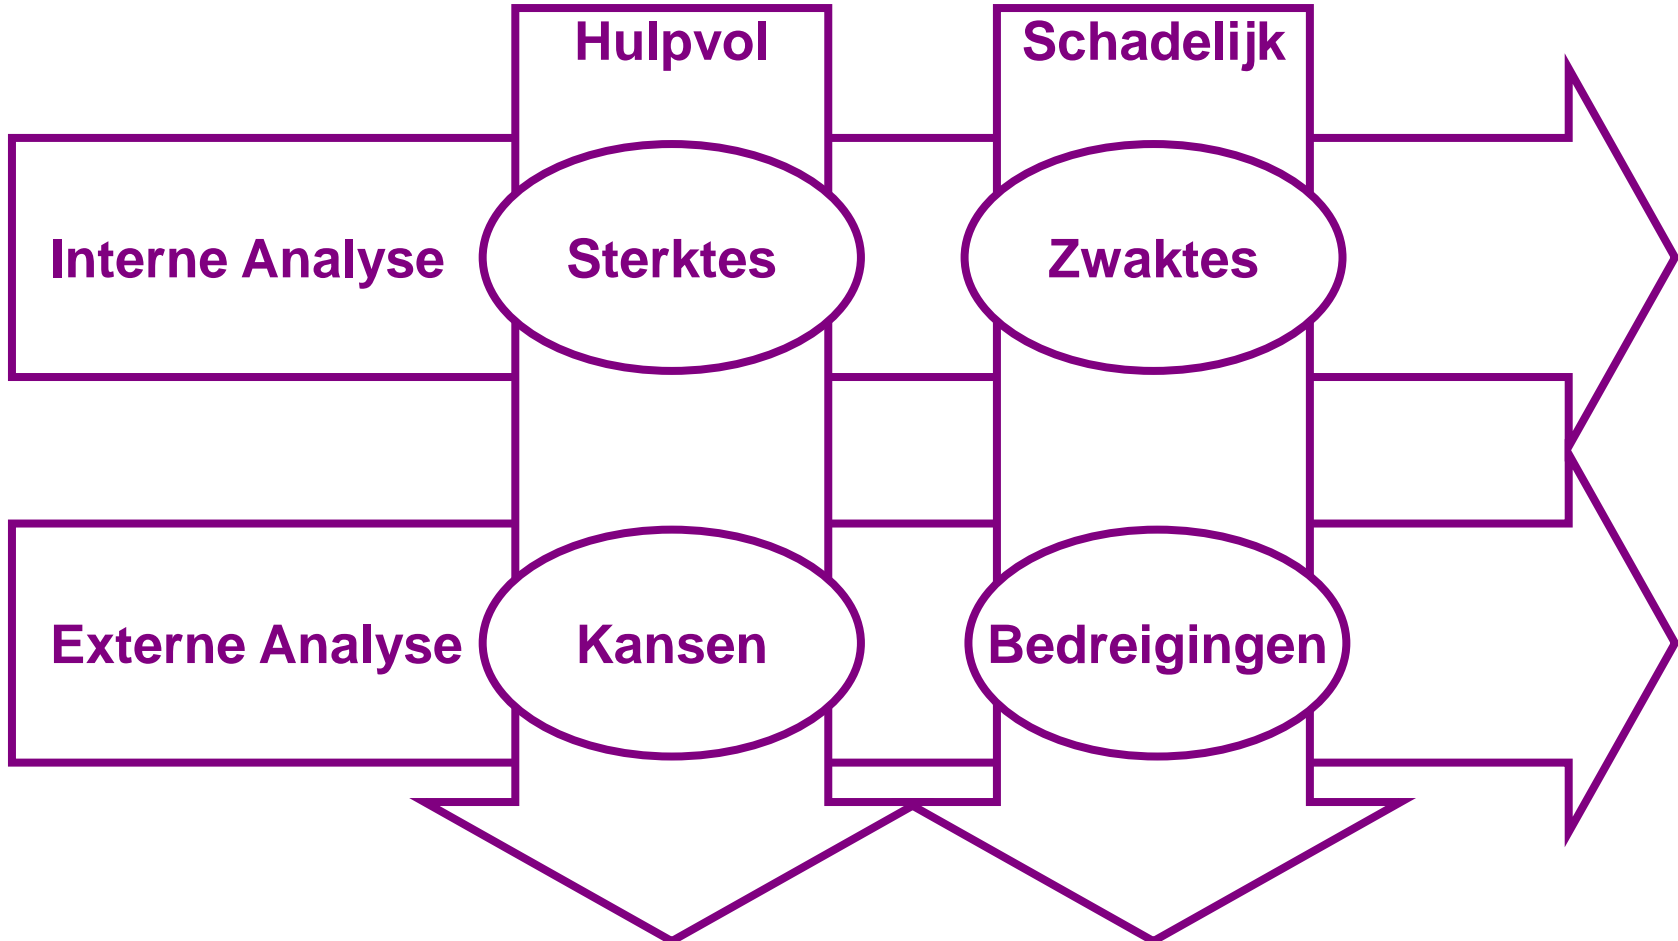 Hulpvol
Schadelijk
Interne Analyse
Sterktes
Zwaktes
Externe Analyse
Kansen
Bedreigingen